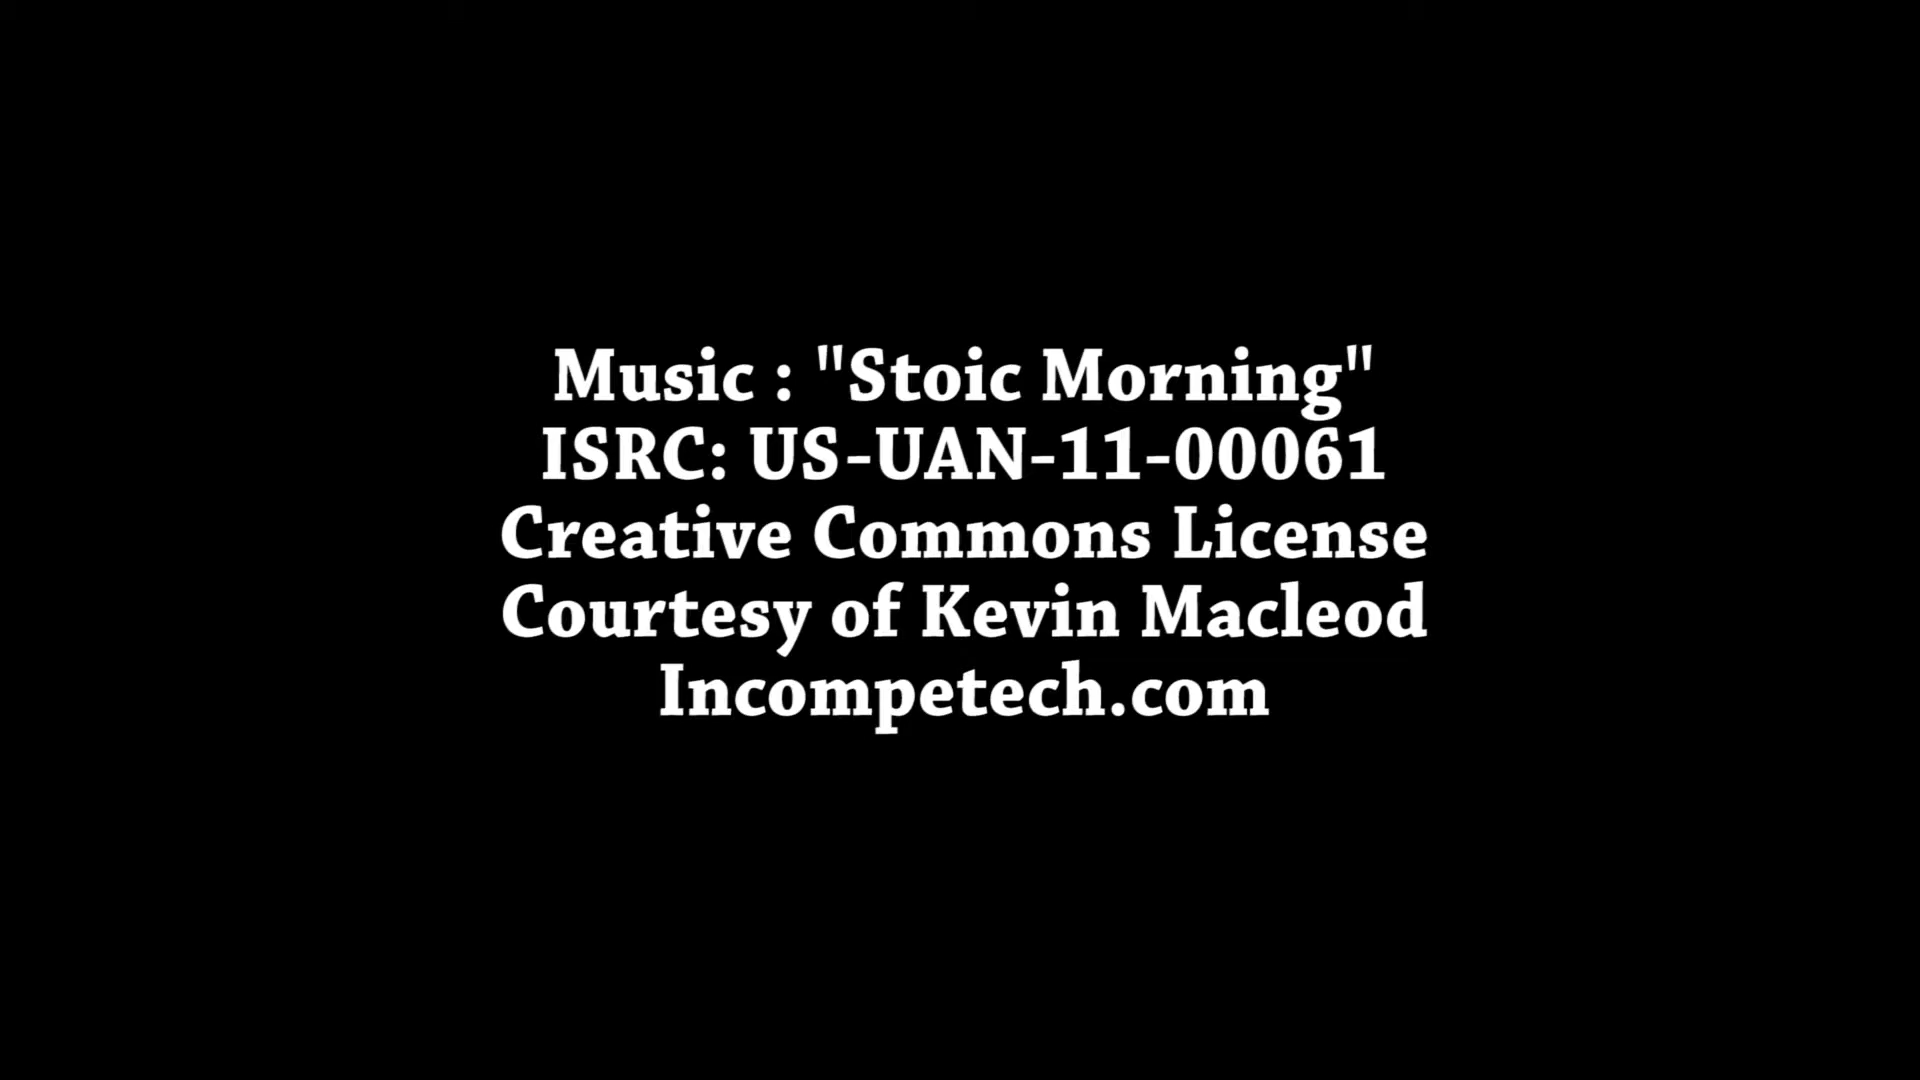 Music : "Stoic Morning"
ISRC: US-UAN-11-00061
Creative Commons License
Courtesy of Kevin Macleod
Incompetech.com